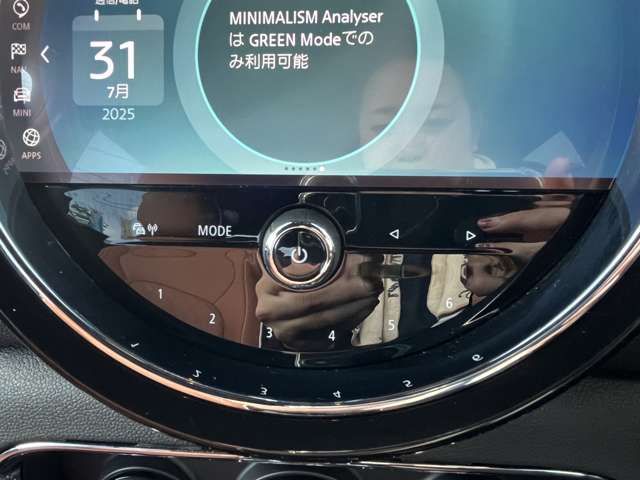 COM
NAV
MINI
APPS
31
7月
2025
MINIMALISM Analyser
は GREEN Modeでの
み利用可能
MODE
1
2
3
4
5
6